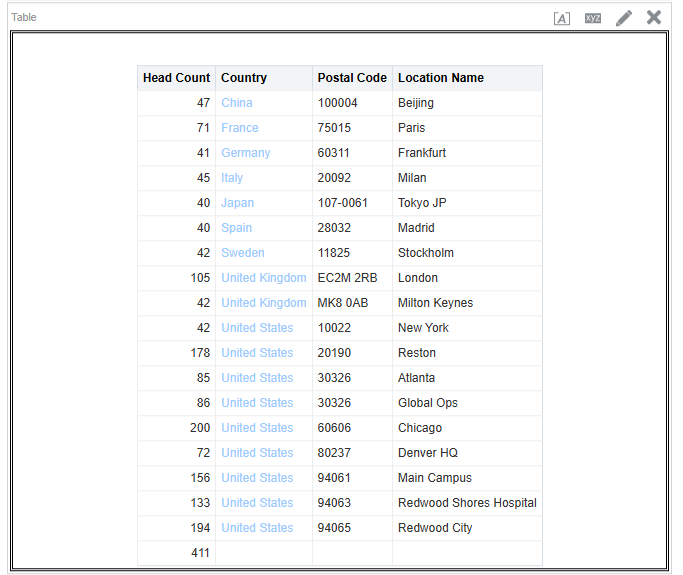 Table
[A] xyz
Head Count Country Postal Code Location Name
47 China 100004 Beijing
71 France 75015 Paris
41 Germany 60311 Frankfurt
45 Italy 20092 Milan
40 Japan 107-0061 Tokyo JP
40 Spain 28032 Madrid
42 Sweden 11825 Stockholm
105 United Kingdom EC2M 2RB London
42 United Kingdom MK8 0AB Milton Keynes
42 United States 10022 New York
178 United States 20190 Reston
85 United States 30326 Atlanta
86 United States 30326 Global Ops
200 United States 60606 Chicago
72 United States 80237 Denver HQ
156 United States 94061 Main Campus
133 United States 94063 Redwood Shores Hospital
194 United States 94065 Redwood City
411